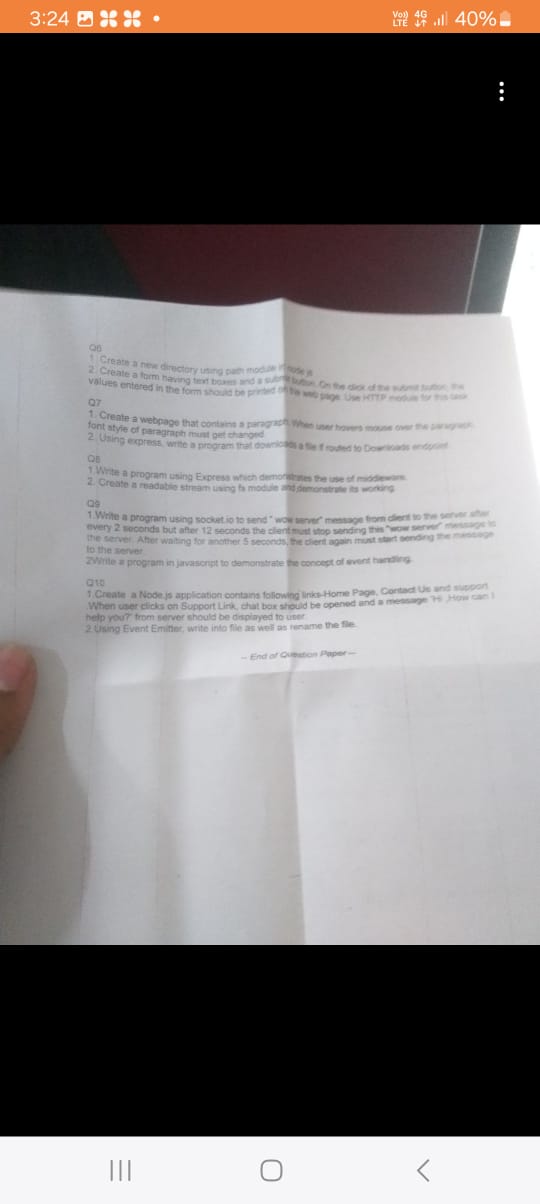 3:24
Vo)) 4G
LTE
40%
Q6
1. Create a new directory using path module in node js
2. Create a form having text boxes and a submit button. On the click of the submit button, the
values entered in the form should be printed on the web page. Use HTTP module for this task
Q7
1. Create a webpage that contains a paragraph. When user hovers mouse over the paragraph
font style of paragraph must get changed.
2. Using express, write a program that downloads a file if routed to Downloads endpoint
Q8
1.Write a program using Express which demonstrates the use of middleware.
2. Create a readable stream using fs module and demonstrate its working
Q9
1.Write a program using socket.io to send " wow server" message from client to the server after
every 2 seconds but after 12 seconds the client must stop sending this "wow server" message to
the server. After waiting for another 5 seconds, the client again must start sending the message
to the server.
2Write a program in javascript to demonstrate the concept of event handling.
Q10
1.Create a Node.js application contains following links-Home Page, Contact Us and support
.When user clicks on Support Link, chat box should be opened and a message "Hi ,How can I
help you?" from server should be displayed to user
2.Using Event Emitter, write into file as well as rename the file.
-- End of Question Paper---